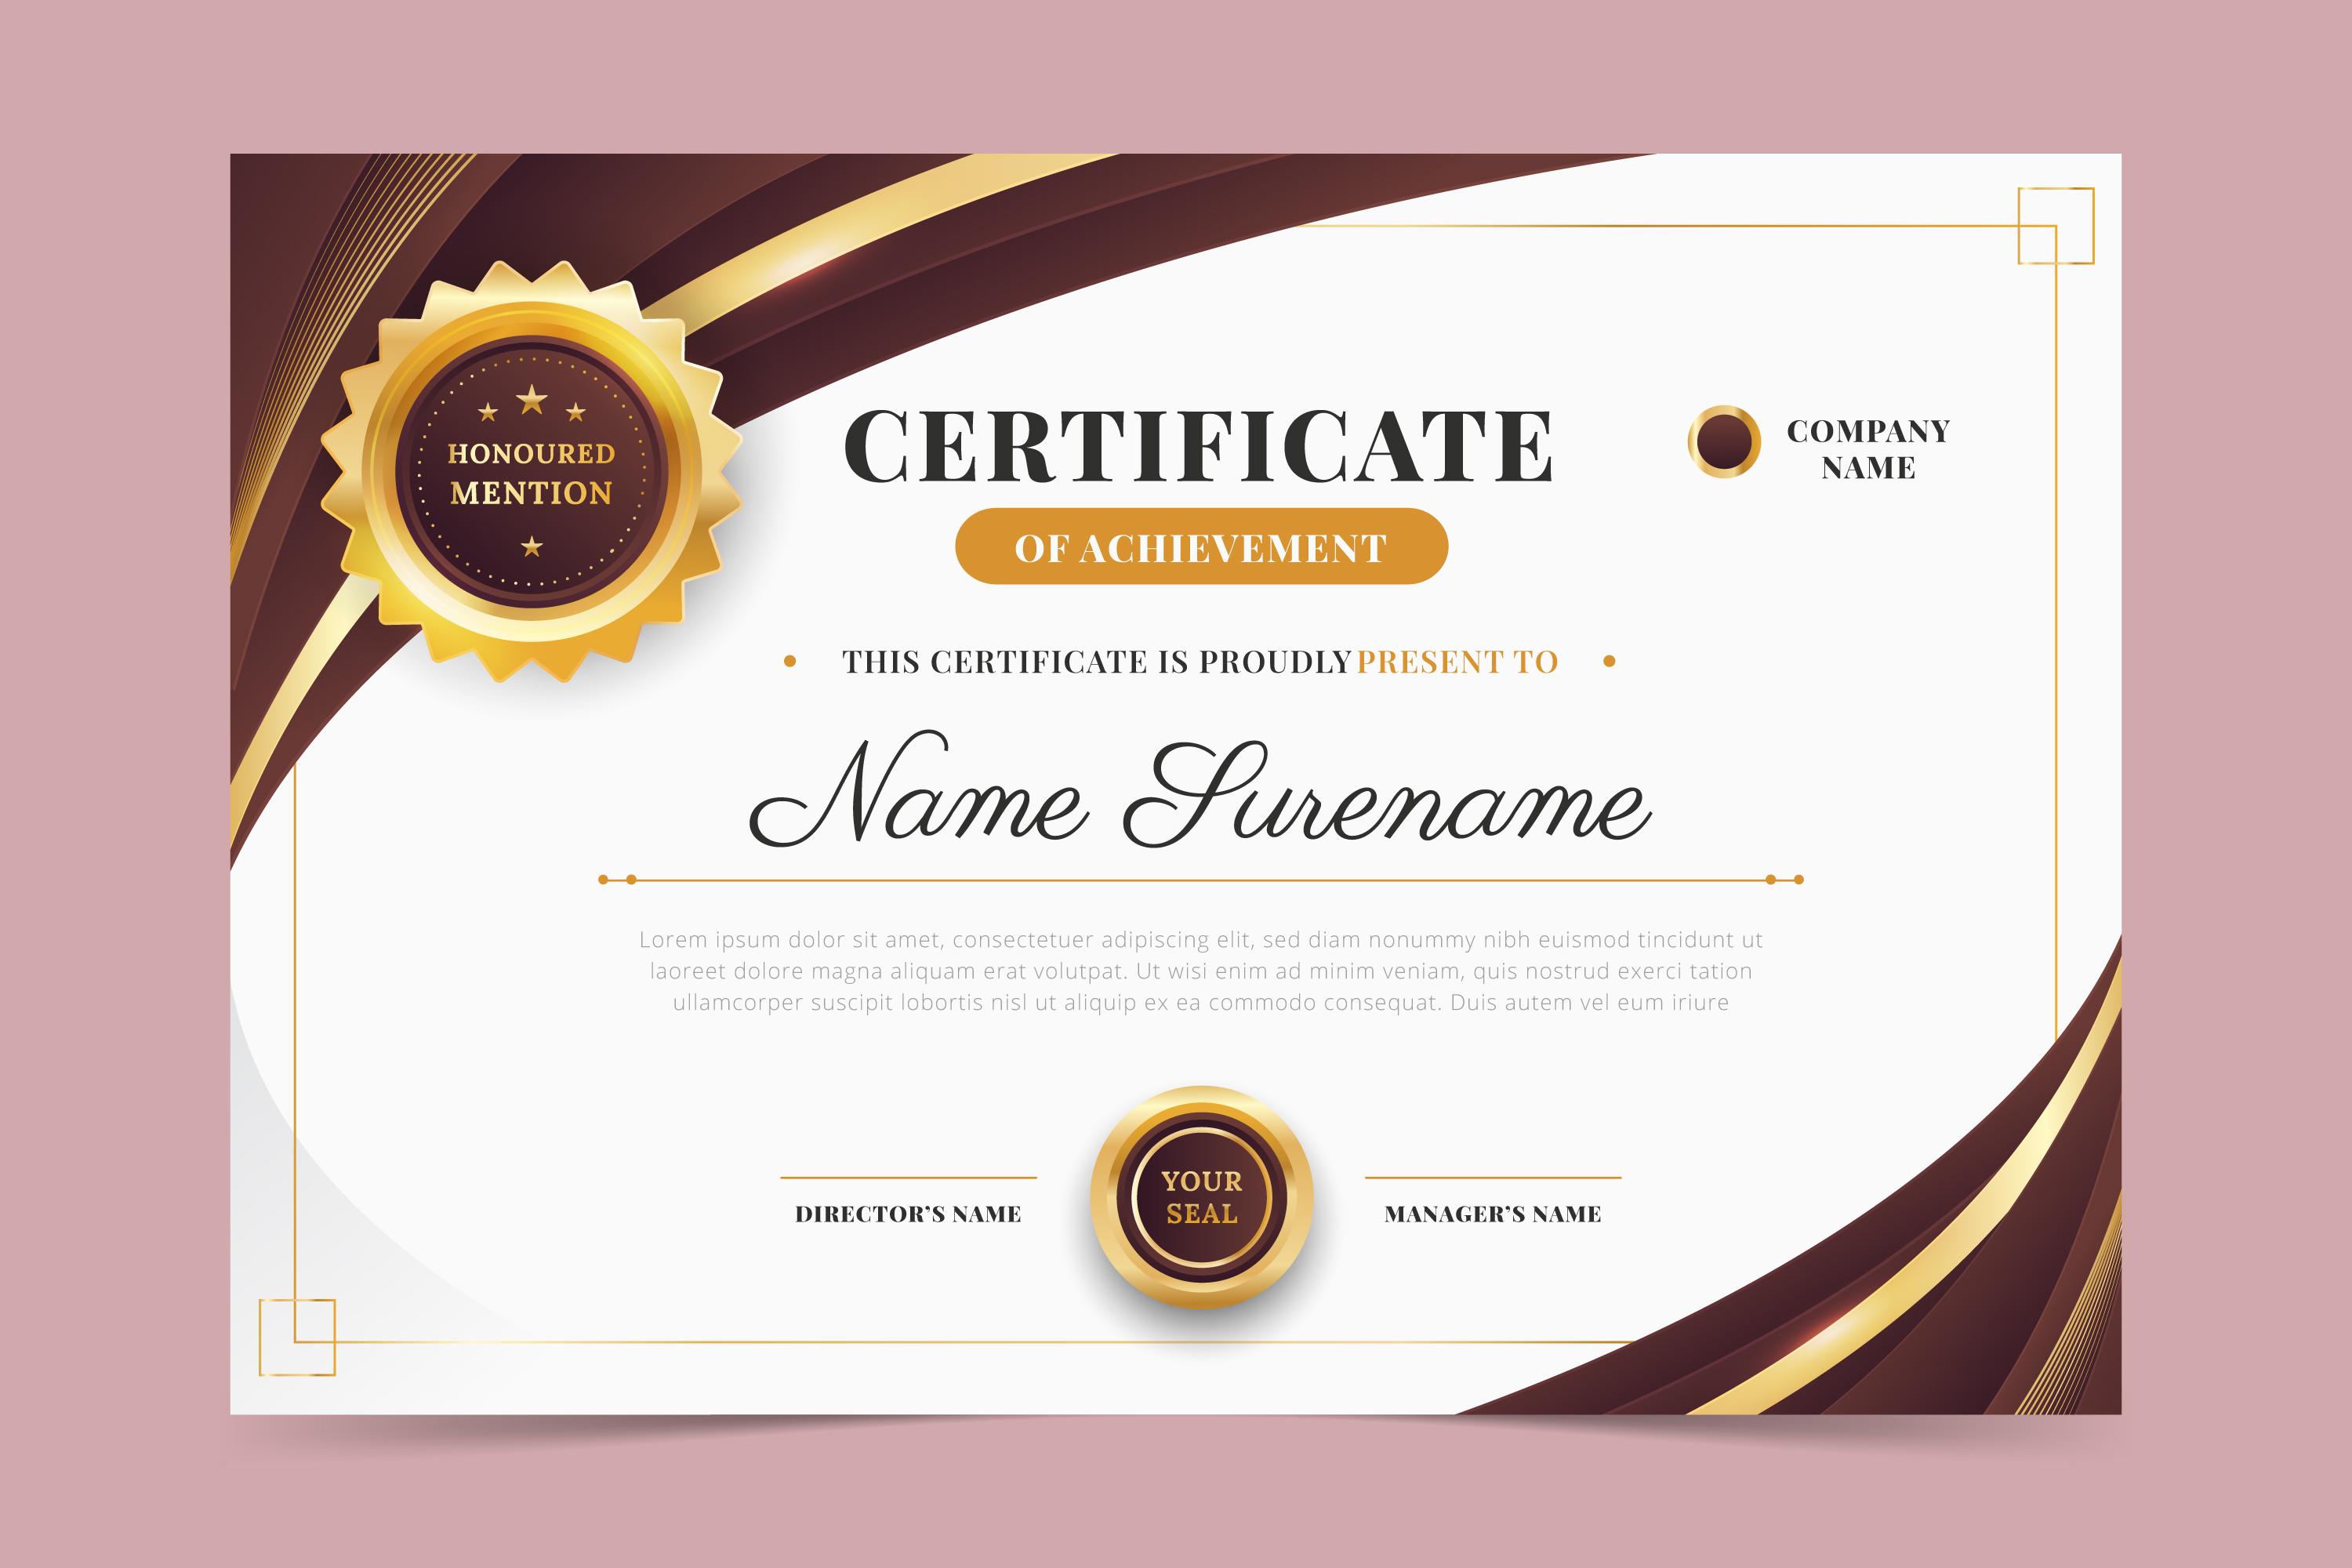 HONOURED
MENTION
CERTIFICATE
OF ACHIEVEMENT
COMPANY
NAME
THIS CERTIFICATE IS PROUDLY PRESENT TO
Name Surename
Lorem ipsum dolor sit amet, consectetuer adipiscing elit, sed diam nonummy nibh euismod tincidunt ut
laoreet dolore magna aliquam erat volutpat. Ut wisi enim ad minim veniam, quis nostrud exerci tation
ullamcorper suscipit lobortis nisl ut aliquip ex ea commodo consequat. Duis autem vel eum iriure
DIRECTOR’S NAME
YOUR
SEAL
MANAGER’S NAME